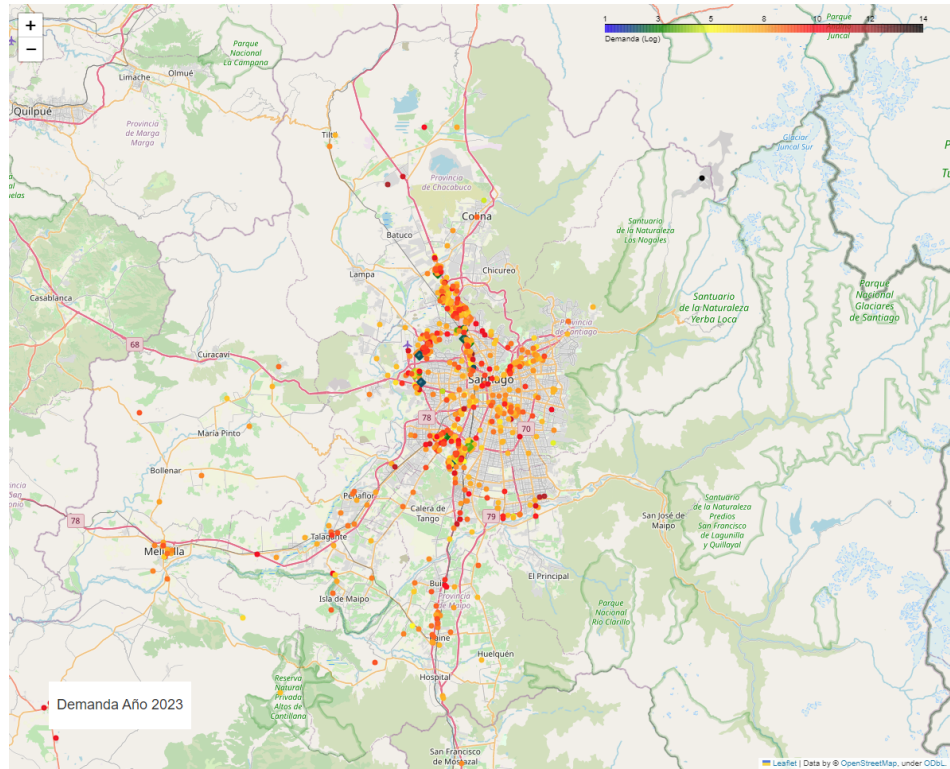 +
−
1 3 5 8 10 12 14
Demanda (Log)
Parque
Juncal
Parque
Nacional
La Campana
Limache
Olmué
Quilpué
Provincia
de Marga
Marga
Glaciar
Juncal Sur
Provincia
de Chacabuco
Colina
Batuco
Santuario
de la Naturaleza
Los Nogales
Lampa
Chicureo
Casablanca
Santuario
de la Naturaleza
Yerba Loca
Parque
Nacional
Glaciares
de Santiago
Provincia
de Santiago
68
Curacaví
Santiago
78
70
María Pinto
Bollenar
Peñaflor
Calera de
Tango
79
78
San José de
Maipo
Santuario
de la Naturaleza
Predios
San Francisco
de Lagunilla
y Quillayal
Talagante
Melipilla
El Principal
Isla de Maipo
Buin
Provincia
de Maipo
Parque
Nacional
Río Clarillo
Paine
Huelquén
Hospital
Reserva
Natural
Privada
Altos de
Cantillana
Demanda Año 2023
San Francisco
de Mostazal
Leaflet | Data by © OpenStreetMap, under ODbL.